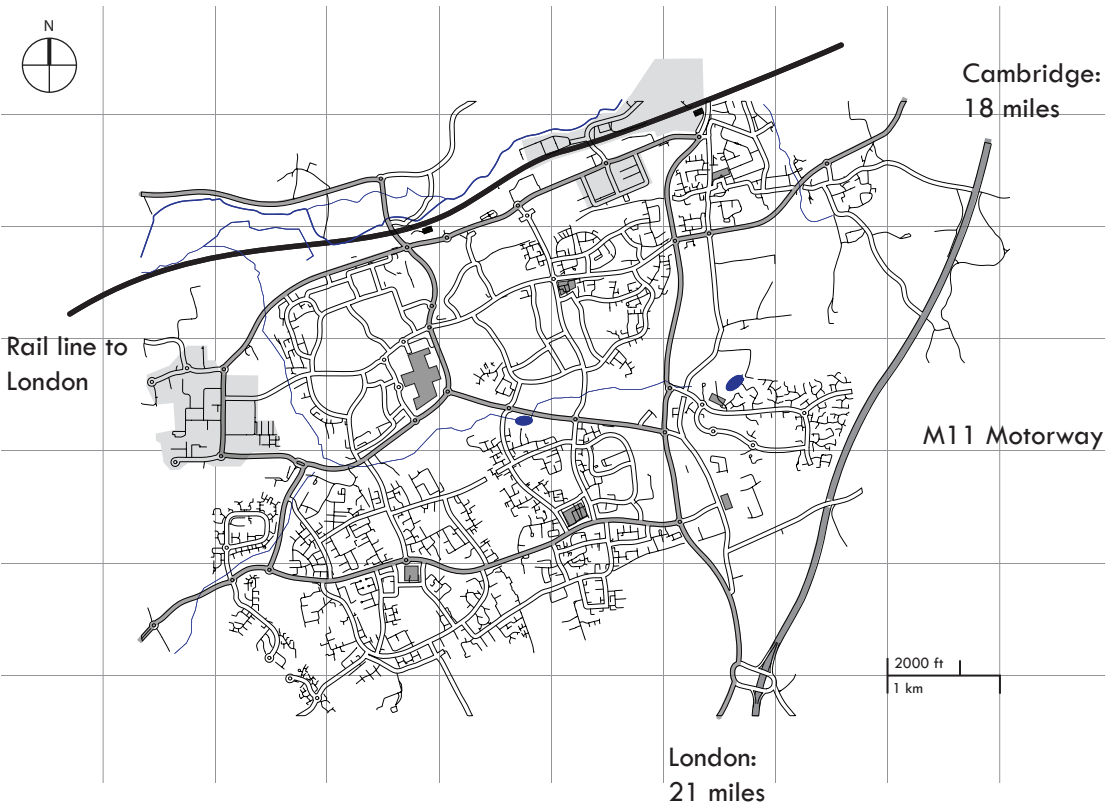 N
Cambridge:
18 miles
Rail line to
London
M11 Motorway
2000 ft
1 km
London:
21 miles